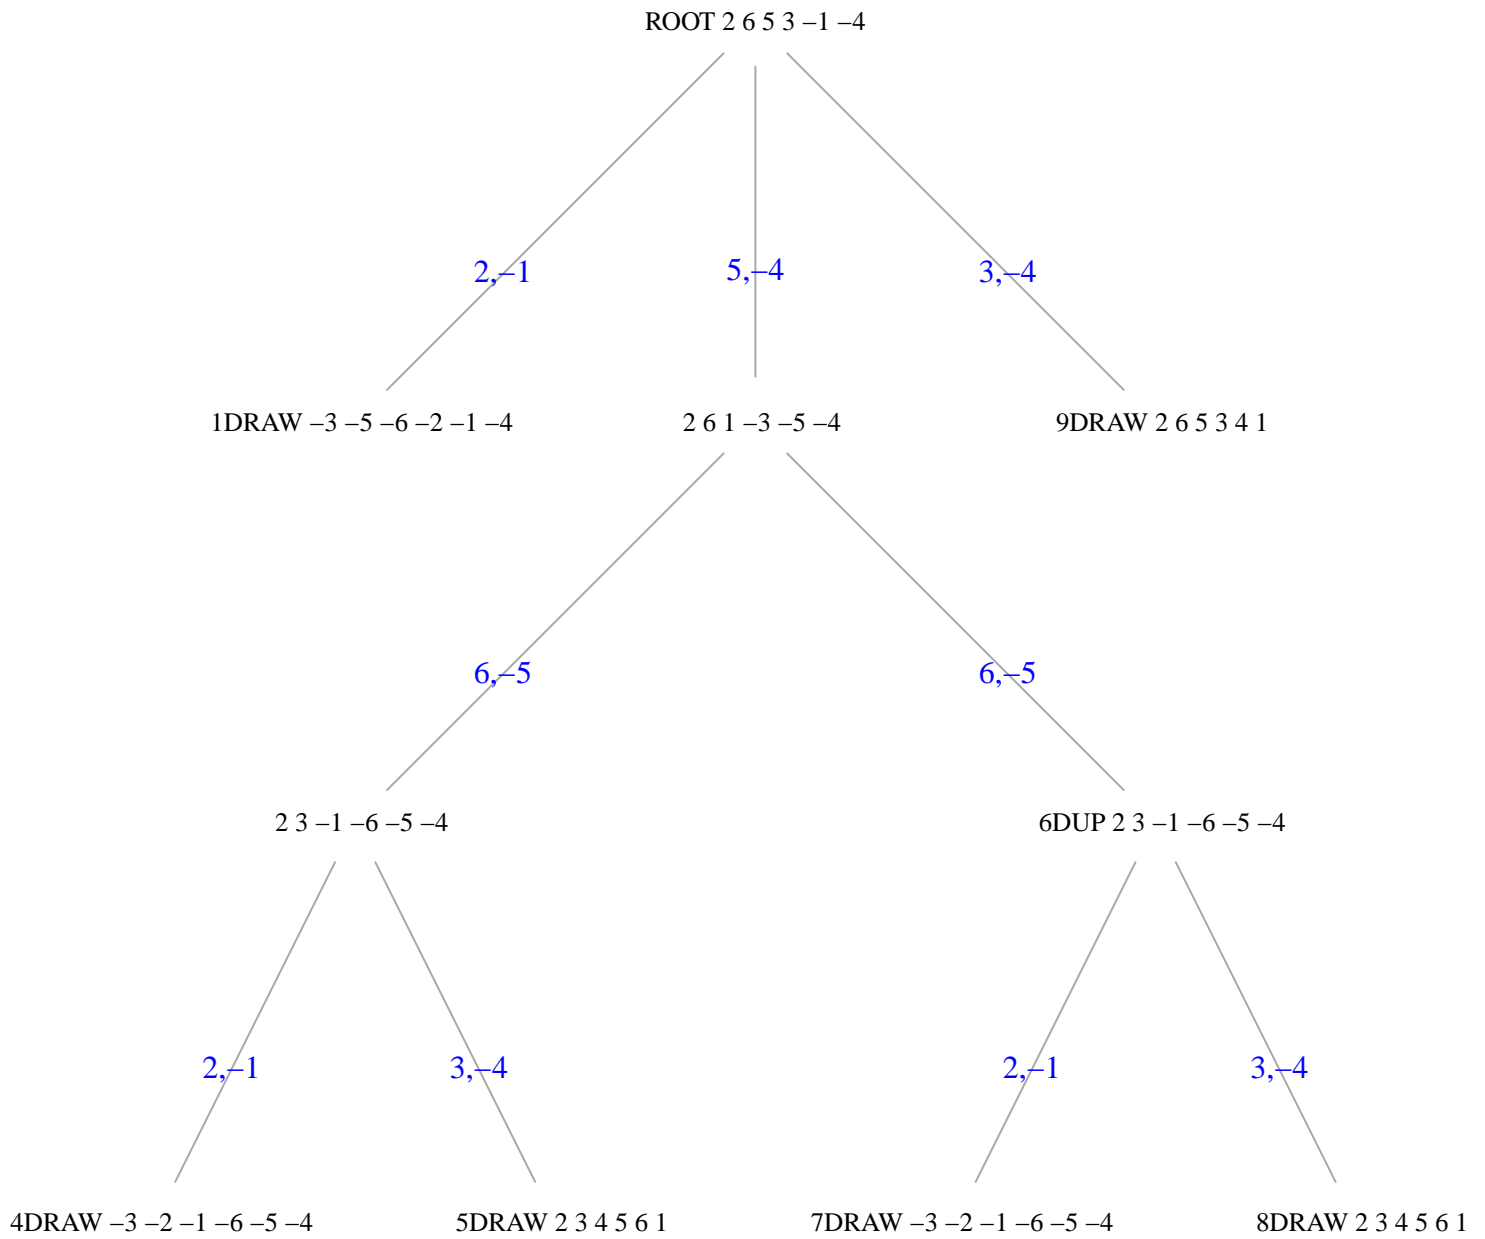 ROOT 2 6 5 3 –1 –4
2,–1
5,–4
3,–4
1DRAW –3 –5 –6 –2 –1 –4
2 6 1 –3 –5 –4
9DRAW 2 6 5 3 4 1
6,–5
6,–5
2 3 –1 –6 –5 –4
6DUP 2 3 –1 –6 –5 –4
2,–1
3,–4
2,–1
3,–4
4DRAW –3 –2 –1 –6 –5 –4
5DRAW 2 3 4 5 6 1
7DRAW –3 –2 –1 –6 –5 –4
8DRAW 2 3 4 5 6 1